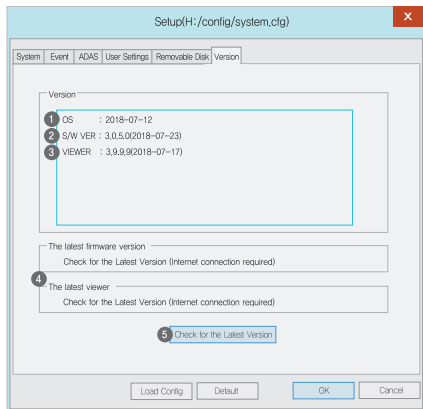 Setup(H:/config/system,cfg)
X
System Event ADAS User Settings Removable Disk Version
Version
1 OS : 2018-07-12
2 S/W VER : 3,0,5,0(2018-07-23)
3 VIEWER : 3,9,9,9(2018-07-17)
The latest firmware version
Check for the Latest Version (Internet connection required)
4
The latest viewer
Check for the Latest Version (Internet connection required)
5 Check for the Latest Version
Load Config Default OK Cancel